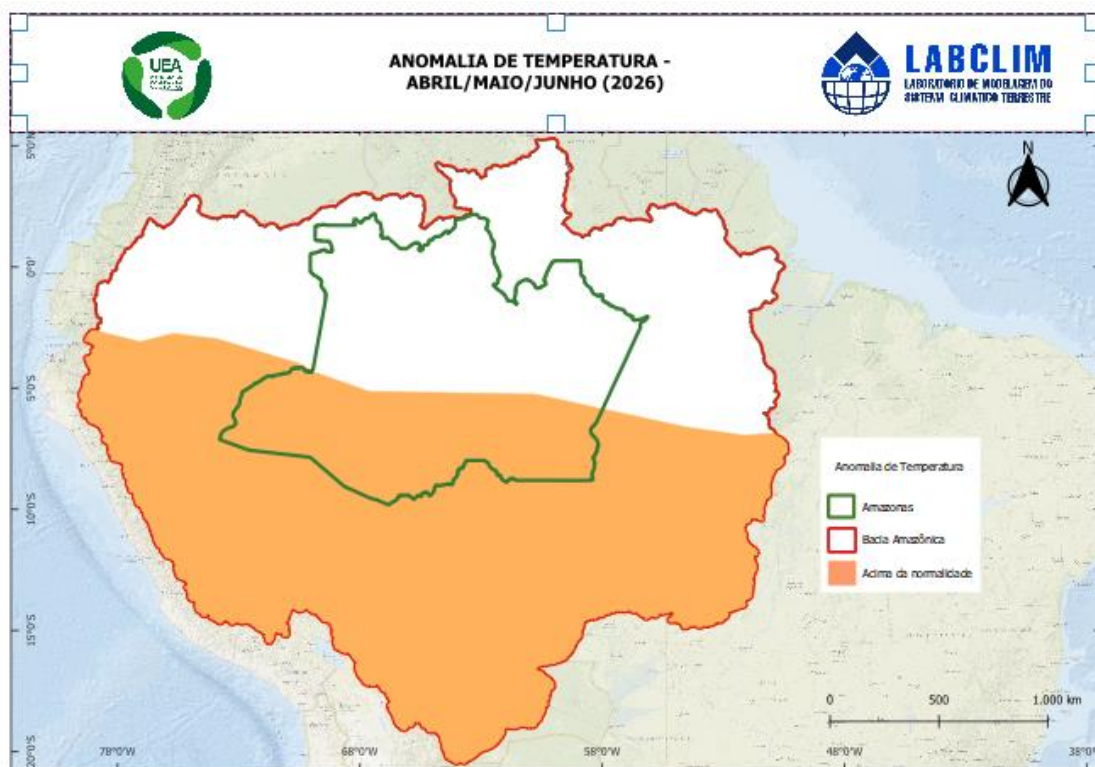 UEA
ANOMALIA DE TEMPERATURA -
ABRIL/MAIO/JUNHO (2026)
LABCLIM
LABORATORIO DE MODELAGEM DO
SISTEMA CLIMATICO TERRESTRE
N
5°0'N
0°0'
5°0'S
10°0'S
15°0'S
20°0'S
Anomalia de Temperatura
Amazonas
Bacia Amazônica
Acima da normalidade
0 500 1.000 km
78°0'W 68°0'W 58°0'W 48°0'W 38°0'